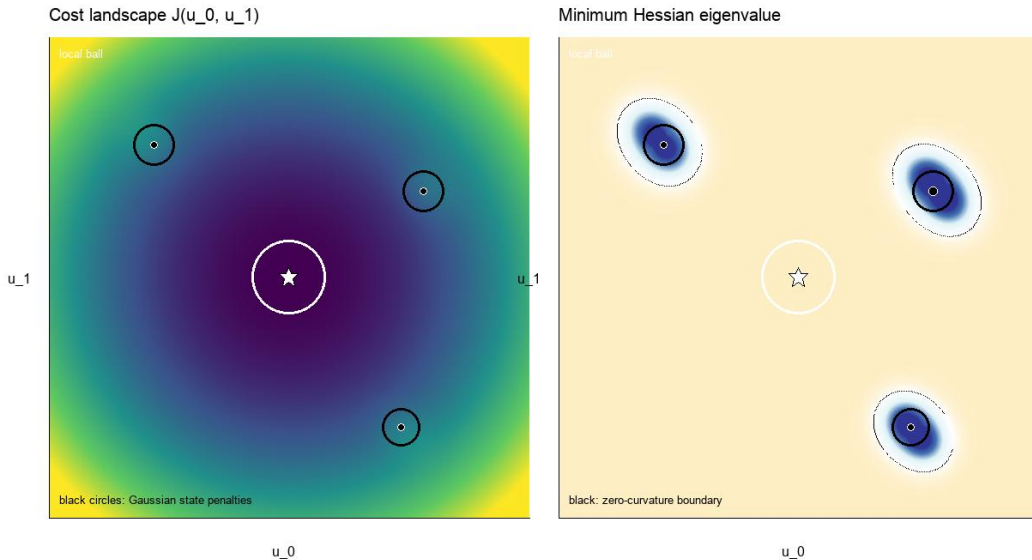 Cost landscape J(u_0, u_1)
local ball
u_1
black circles: Gaussian state penalties
u_0
Minimum Hessian eigenvalue
local ball
u_1
black: zero-curvature boundary
u_0